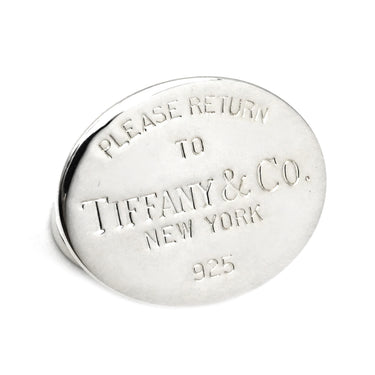 PLEASE RETURN
TO
TIFFANY & CO.
NEW YORK
925